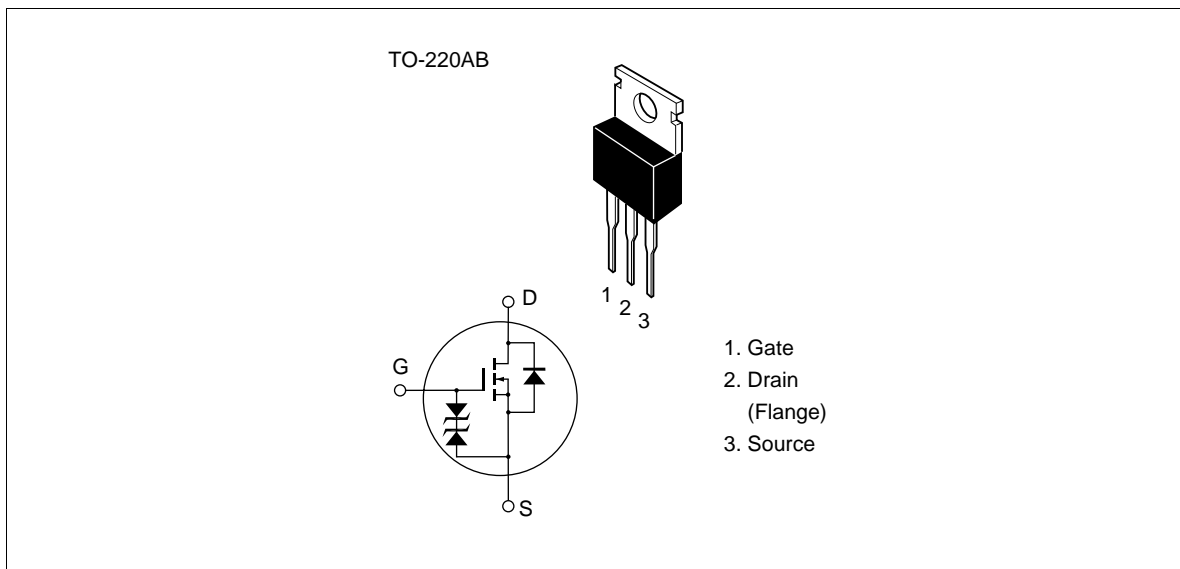 TO-220AB
1
2
3
D
G
S
1. Gate
2. Drain
(Flange)
3. Source